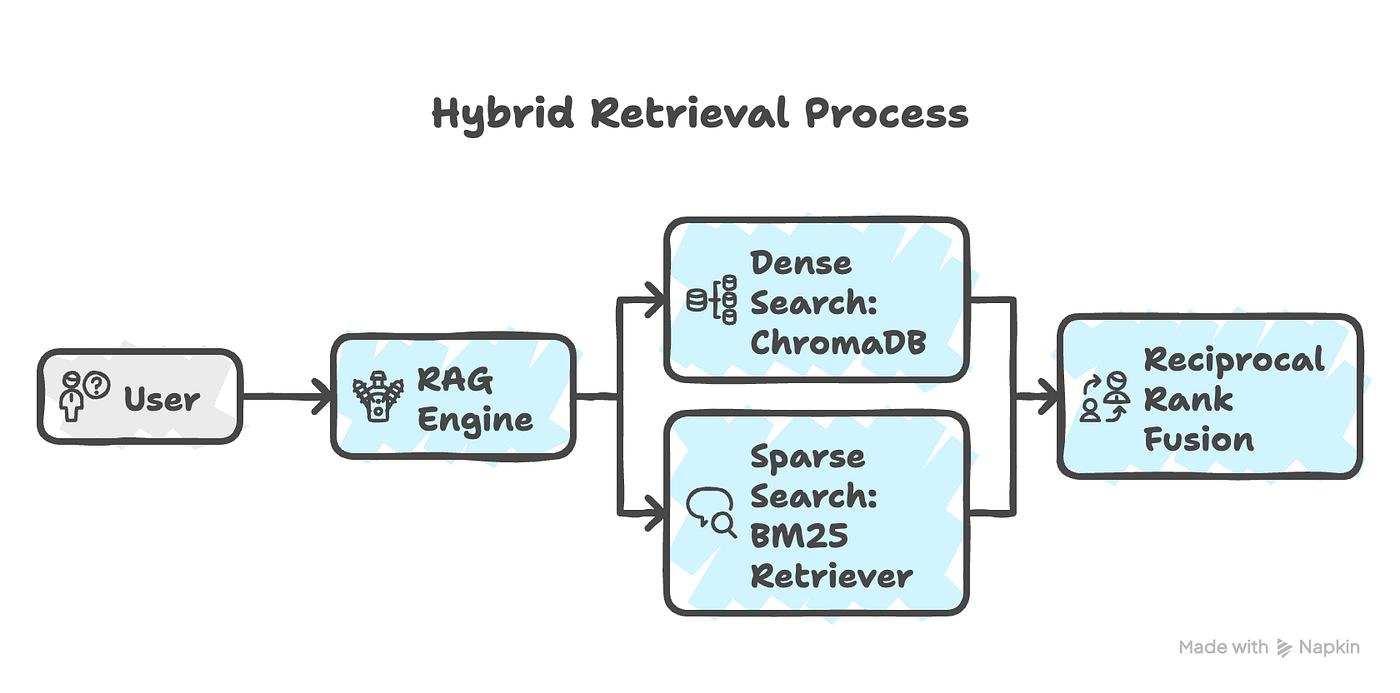 Hybrid Retrieval Process
User
RAG
Engine
Dense
Search:
ChromaDB
Sparse
Search:
BM25
Retriever
Reciprocal
Rank
Fusion
?
Made with Napkin